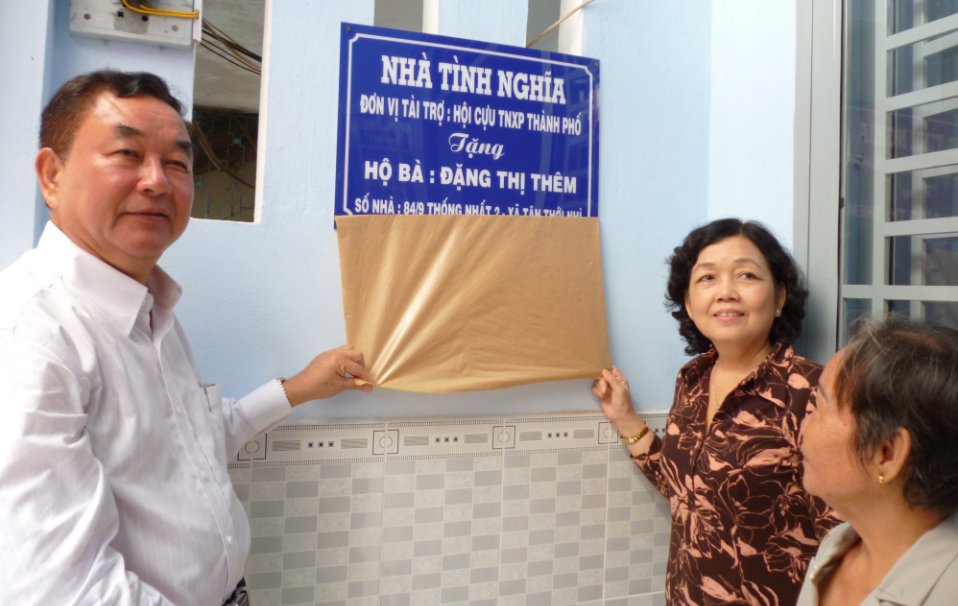 NHÀ TÌNH NGHĨA
ĐƠN VỊ TÀI TRỢ : HỘI CỰU TNXP THÀNH PHỐ
Tặng
HỘ BÀ : ĐẶNG THỊ THÊM
SỐ NHÀ : 84/9 THỐNG NHẤT 2 - XÃ TÂN THỚI NHÌ